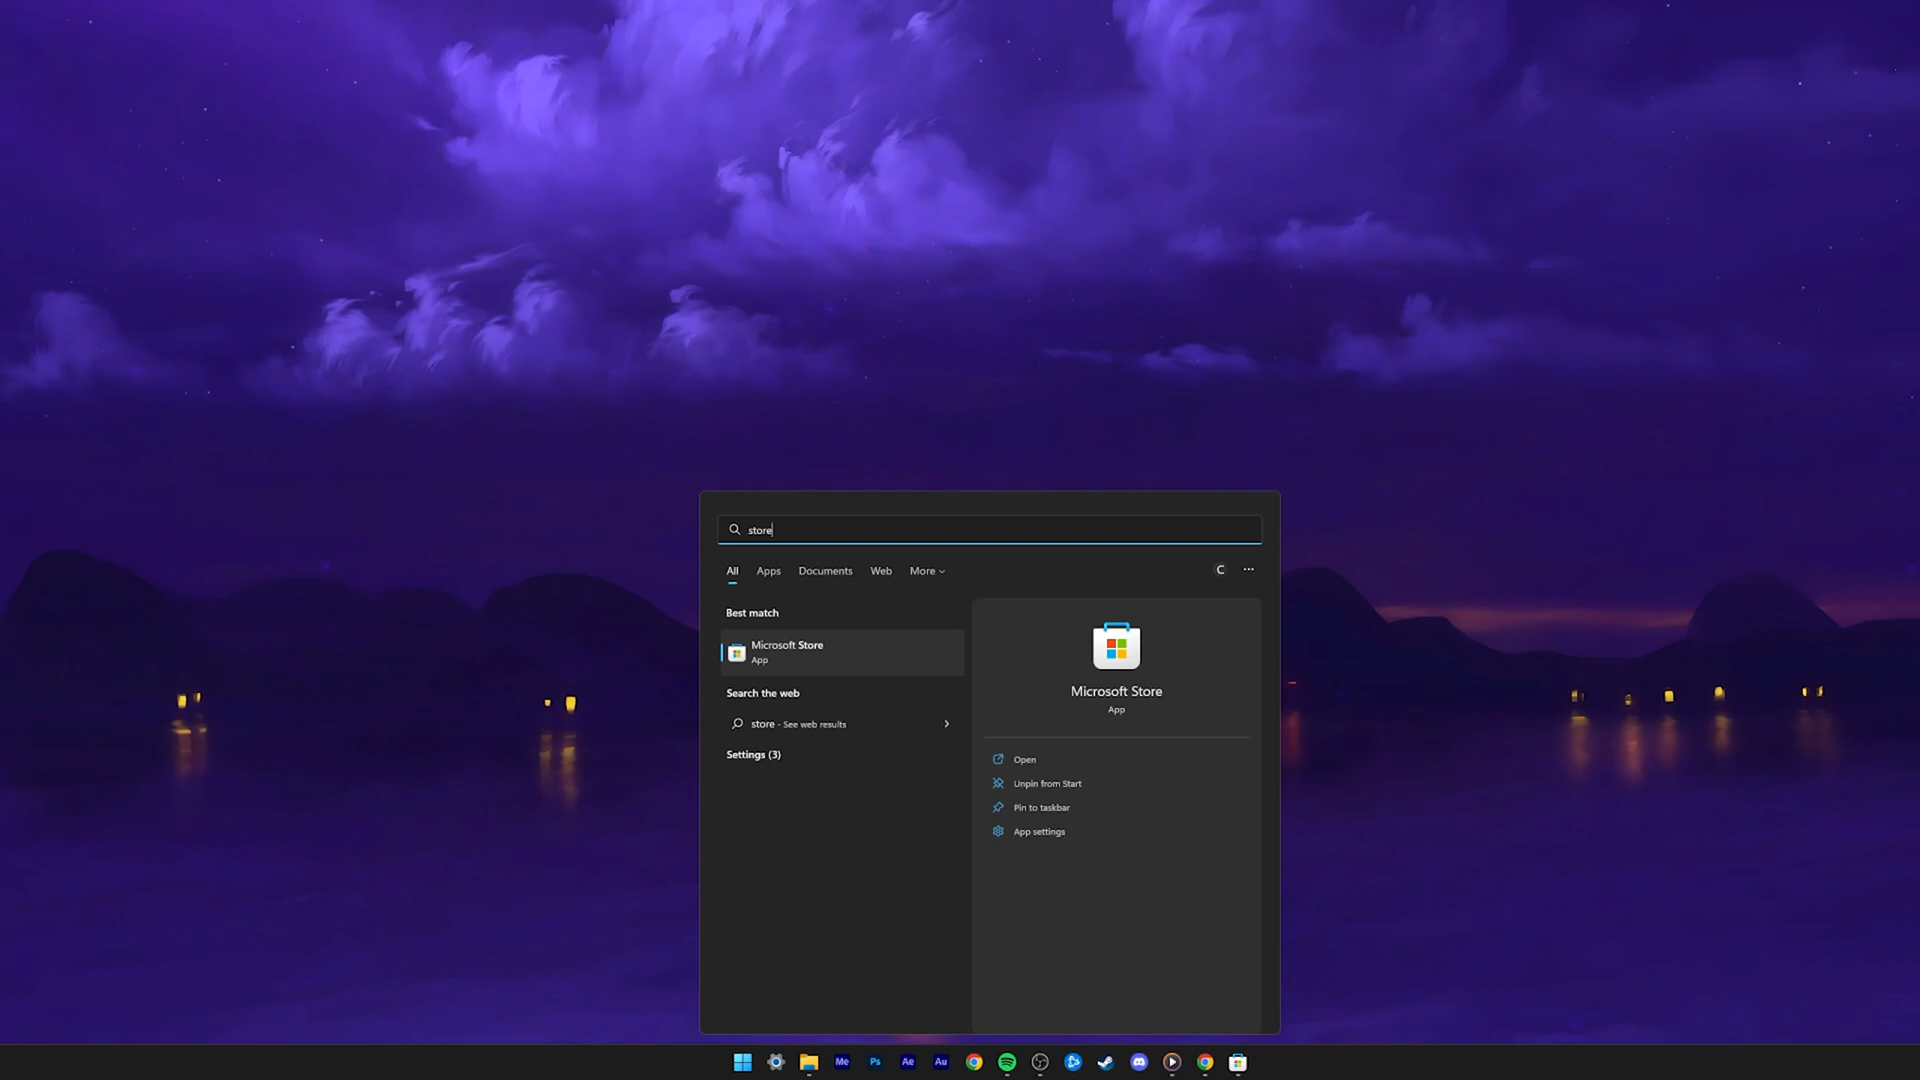 store
All Apps Documents Web More
C
Best match
Microsoft Store
App
Search the web
store - See web results
Settings (3)
Microsoft Store
App
Open
Unpin from Start
Pin to taskbar
App settings
Me Ps Ae Au